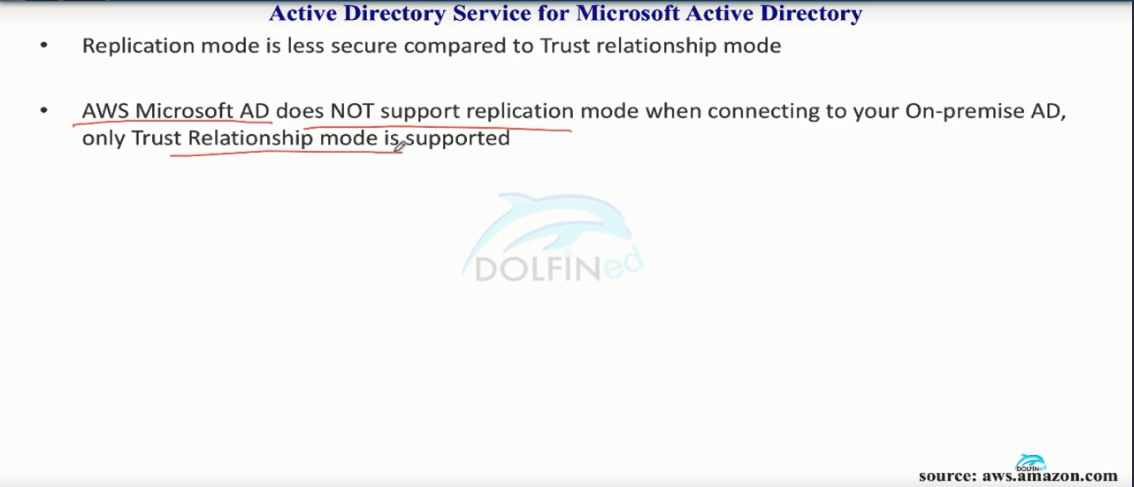 Active Directory Service for Microsoft Active Directory
• Replication mode is less secure compared to Trust relationship mode
• AWS Microsoft AD does NOT support replication mode when connecting to your On-premise AD,
only Trust Relationship mode is supported
DOLFINed
DOLFIN
source: aws.amazon.com